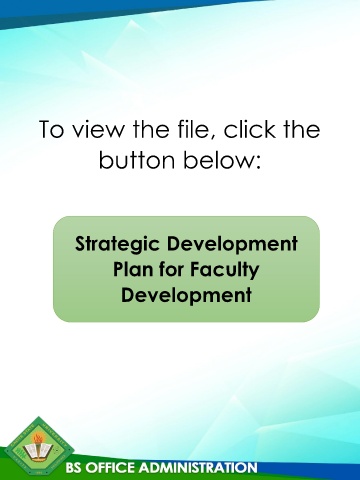 To view the file, click the
button below:
Strategic Development
Plan for Faculty
Development
BS OFFICE ADMINISTRATION